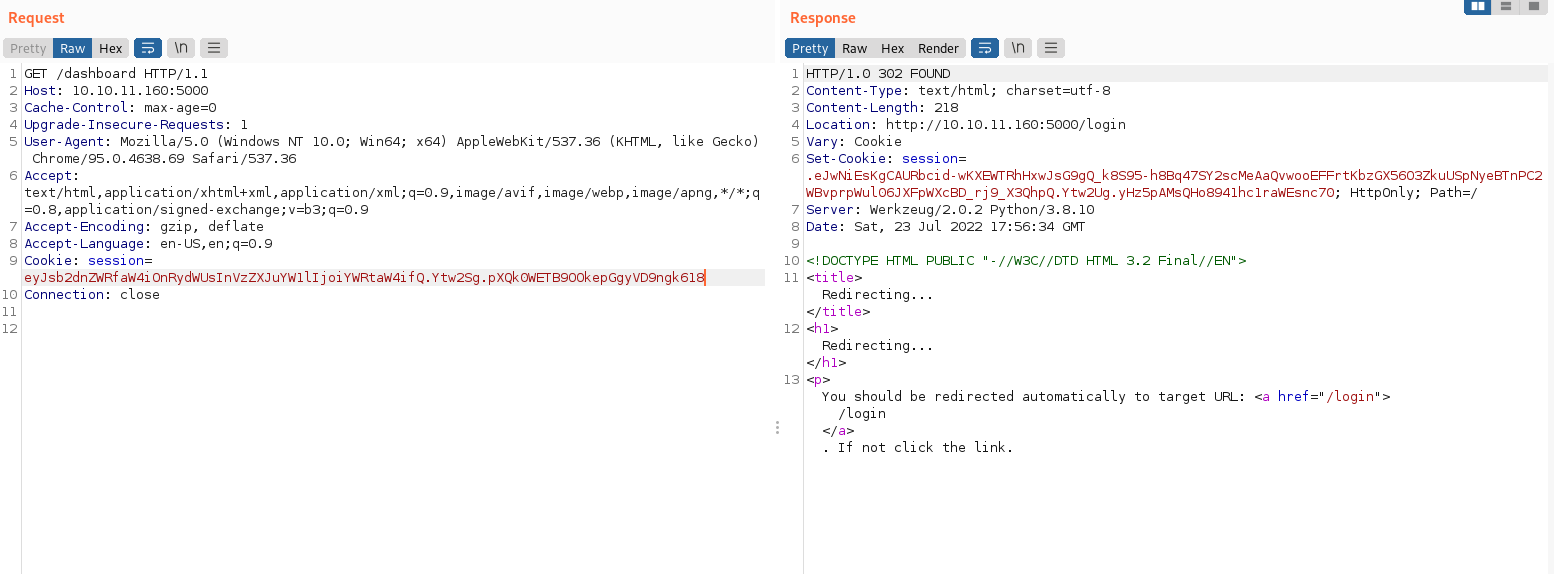 Request
Pretty Raw Hex \n
1 GET /dashboard HTTP/1.1
2 Host: 10.10.11.160:5000
3 Cache-Control: max-age=0
4 Upgrade-Insecure-Requests: 1
5 User-Agent: Mozilla/5.0 (Windows NT 10.0; Win64; x64) AppleWebKit/537.36 (KHTML, like Gecko)
Chrome/95.0.4638.69 Safari/537.36
6 Accept:
text/html,application/xhtml+xml,application/xml;q=0.9,image/avif,image/webp,image/apng,*/*;q
=0.8,application/signed-exchange;v=b3;q=0.9
7 Accept-Encoding: gzip, deflate
8 Accept-Language: en-US,en;q=0.9
9 Cookie: session=
eyJsb2dnZWRfaW4iOnRydWUsInVzZXJuYW1lIjoiYWRtaW4ifQ.Ytw2Sg.pXQk0WETB9O0kepGgyVD9ngk618
10 Connection: close
11
12
Response
Pretty Raw Hex Render \n
1 HTTP/1.0 302 FOUND
2 Content-Type: text/html; charset=utf-8
3 Content-Length: 218
4 Location: http://10.10.11.160:5000/login
5 Vary: Cookie
6 Set-Cookie: session=
.eJwNiEsKgCAURbcid-wKXEWTRhHxwJsG9gQ_k8S95-h8Bq47SY2scMeAaQvwooEFFrtKbzGX56O3ZkuUSpNyeBTnPC2
WBvprpWul06JXFpWXcBD_rj9_X3QhpQ.Ytw2Ug.yHz5pAMsQHo8941hc1raWEsnc70; HttpOnly; Path=/
7 Server: Werkzeug/2.0.2 Python/3.8.10
8 Date: Sat, 23 Jul 2022 17:56:34 GMT
9
10 <!DOCTYPE HTML PUBLIC "-//W3C//DTD HTML 3.2 Final//EN">
11 <title>
Redirecting...
</title>
12 <h1>
Redirecting...
</h1>
13 <p>
You should be redirected automatically to target URL: <a href="/login">
/login
</a>
. If not click the link.